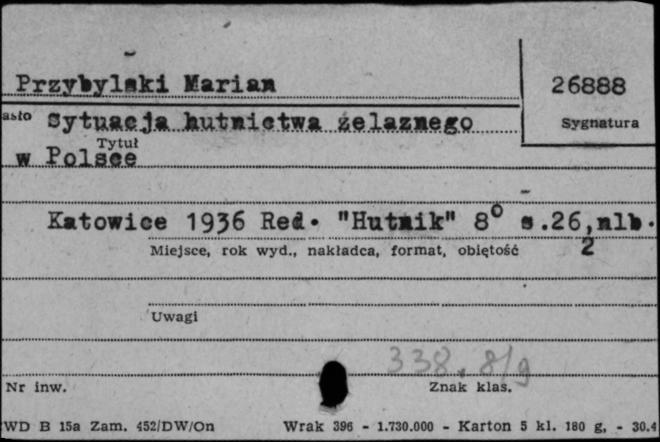 Przybylski Marian
26888
asło Sytuacja hutnictwa żelaznego
Sygnatura
Tytuł
w Polsce
Katowice 1936 Red. "Hutnik" 8° s.26, nlb.
2
Miejsce, rok wyd., nakładca, format, objętość
Uwagi
338.8/9
Nr inw.
Znak klas.
WD B 15a Zam. 452/DW/On Wrak 396 - 1.730.000 - Karton 5 kl. 180 g, - 30.4